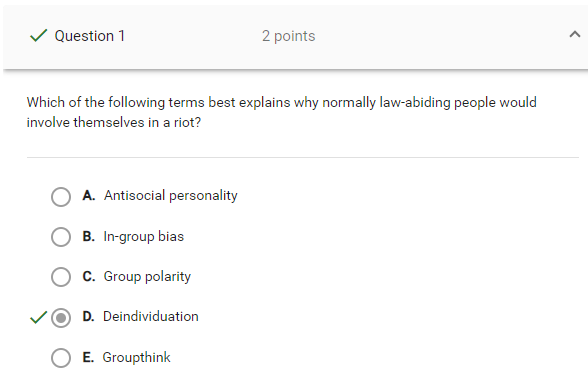 Question 1 2 points
Which of the following terms best explains why normally law-abiding people would
involve themselves in a riot?
A. Antisocial personality
B. In-group bias
C. Group polarity
D. Deindividuation
E. Groupthink